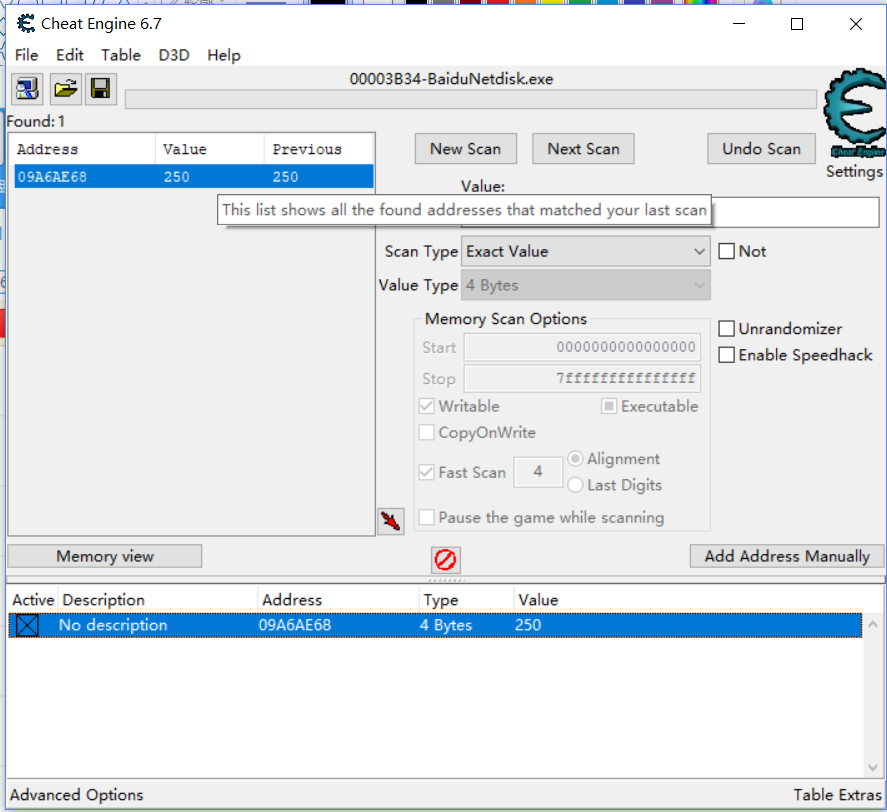 Cheat Engine 6.7
File Edit Table D3D Help
00003B34-BaiduNetdisk.exe
Found: 1
Address Value Previous
09A6AE68 250 250
New Scan Next Scan Undo Scan
Cheat Engine
Settings
Value:
This list shows all the found addresses that matched your last scan
Scan Type Exact Value Not
Value Type 4 Bytes
Memory Scan Options
Start 0000000000000000
Stop 7fffffffffffffff
Unrandomizer
Enable Speedhack
Writable Executable
CopyOnWrite
Fast Scan 4 Alignment
Last Digits
Pause the game while scanning
Memory view Add Address Manually
Active Description Address Type Value
No description 09A6AE68 4 Bytes 250
Advanced Options Table Extras